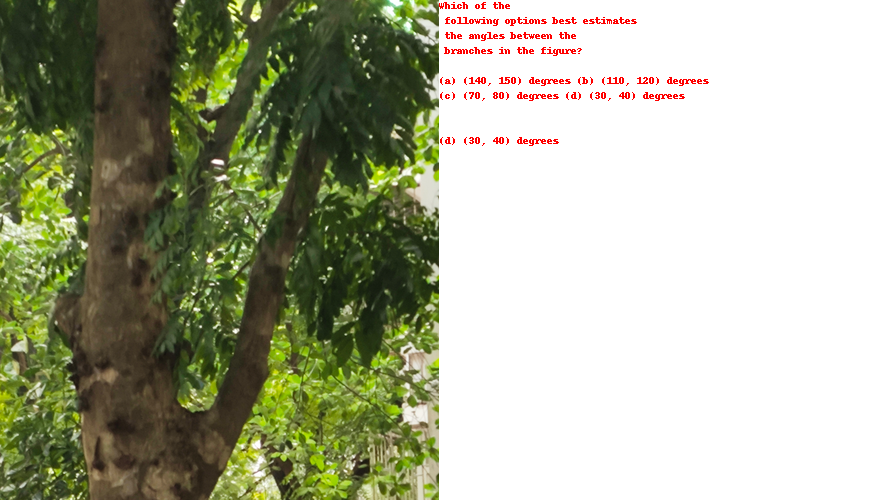 Which of the
following options best estimates
the angles between the
branches in the figure?
(a) (140, 150) degrees (b) (110, 120) degrees
(c) (70, 80) degrees (d) (30, 40) degrees
(d) (30, 40) degrees